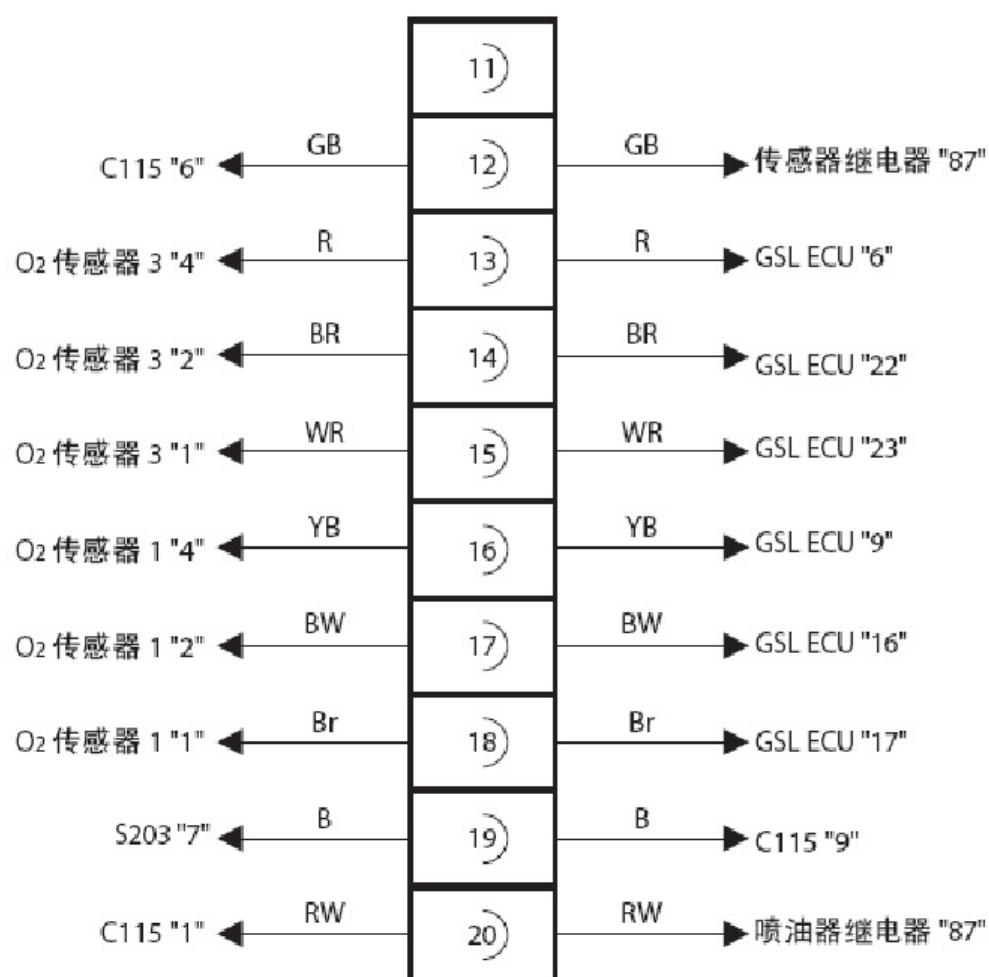 11
C115 "6" GB 12 GB 传感器继电器 "87"
O2 传感器 3 "4" R 13 R GSL ECU "6"
O2 传感器 3 "2" BR 14 BR GSL ECU "22"
O2 传感器 3 "1" WR 15 WR GSL ECU "23"
O2 传感器 1 "4" YB 16 YB GSL ECU "9"
O2 传感器 1 "2" BW 17 BW GSL ECU "16"
O2 传感器 1 "1" Br 18 Br GSL ECU "17"
S203 "7" B 19 B C115 "9"
C115 "1" RW 20 RW 喷油器继电器 "87"